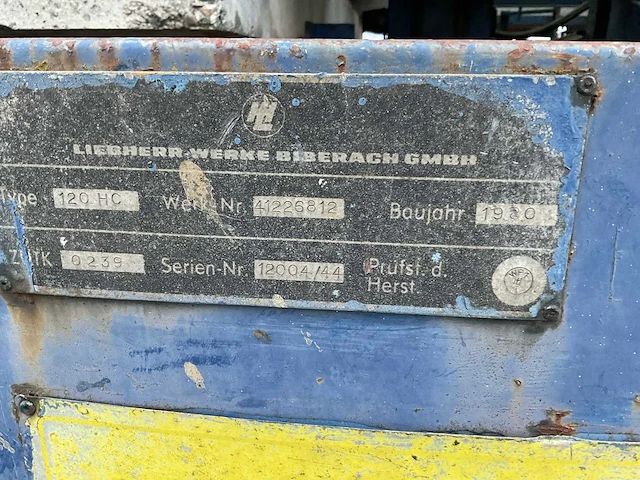 LIEBHERR-WERKE BIBERACH GMBH
Type 120 HC Werk-Nr. 41226812 Baujahr 1980
0239 Serien-Nr. 12004/44 Prüfst. d.
Herst.